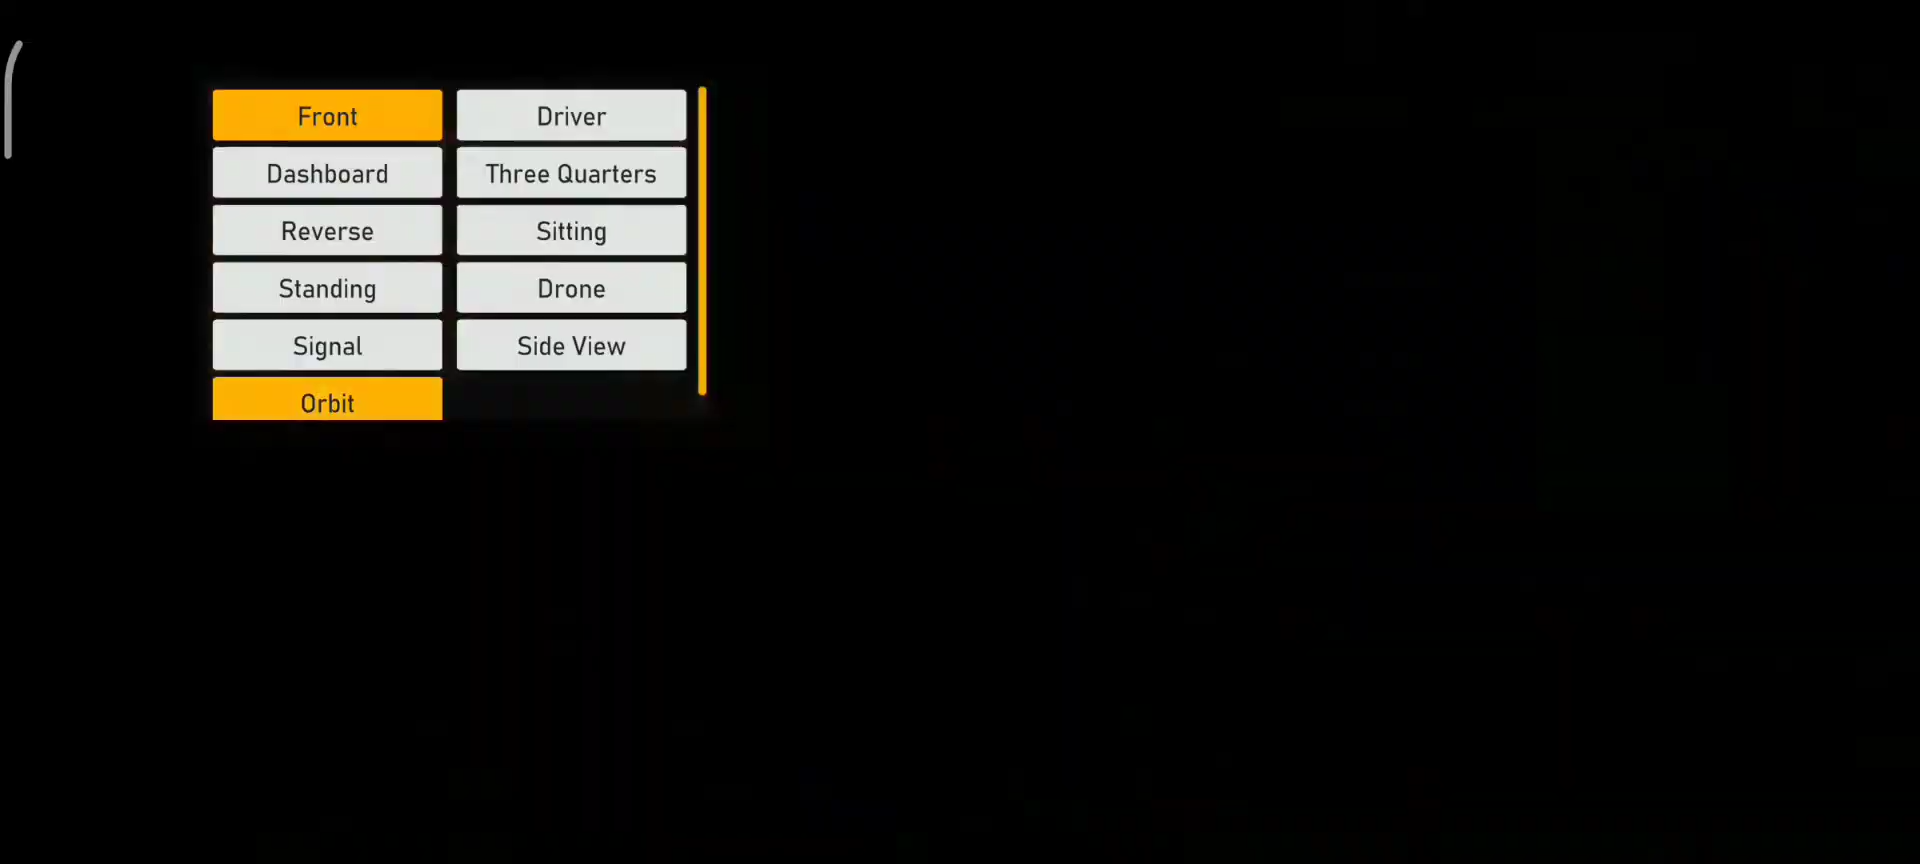 Front
Driver
Dashboard
Three Quarters
Reverse
Sitting
Standing
Drone
Signal
Side View
Orbit